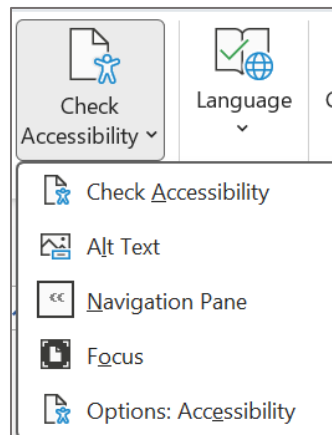 Check
Accessibility
Language
Check Accessibility
Alt Text
Navigation Pane
Focus
Options: Accessibility